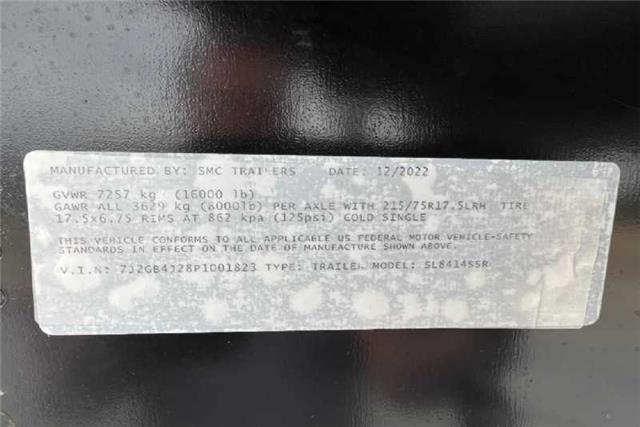 MANUFACTURED BY: SMC TRAILERS DATE: 12/2022
GVWR 7257 kg (16000 lb)
GAWR ALL 3629 kg (8000lb) PER AXLE WITH 215/75R17.5LRH TIRE
17.5x6.75 RIMS AT 862 kpa (125psi) COLD SINGLE
THIS VEHICLE CONFORMS TO ALL APPLICABLE US FEDERAL MOTOR VEHICLE-SAFETY
STANDARDS IN EFFECT ON THE DATE OF MANUFACTURE SHOWN ABOVE.
V.I.N: 7J2GB4J28P1001823 TYPE: TRAILER MODEL: SL8414SSR